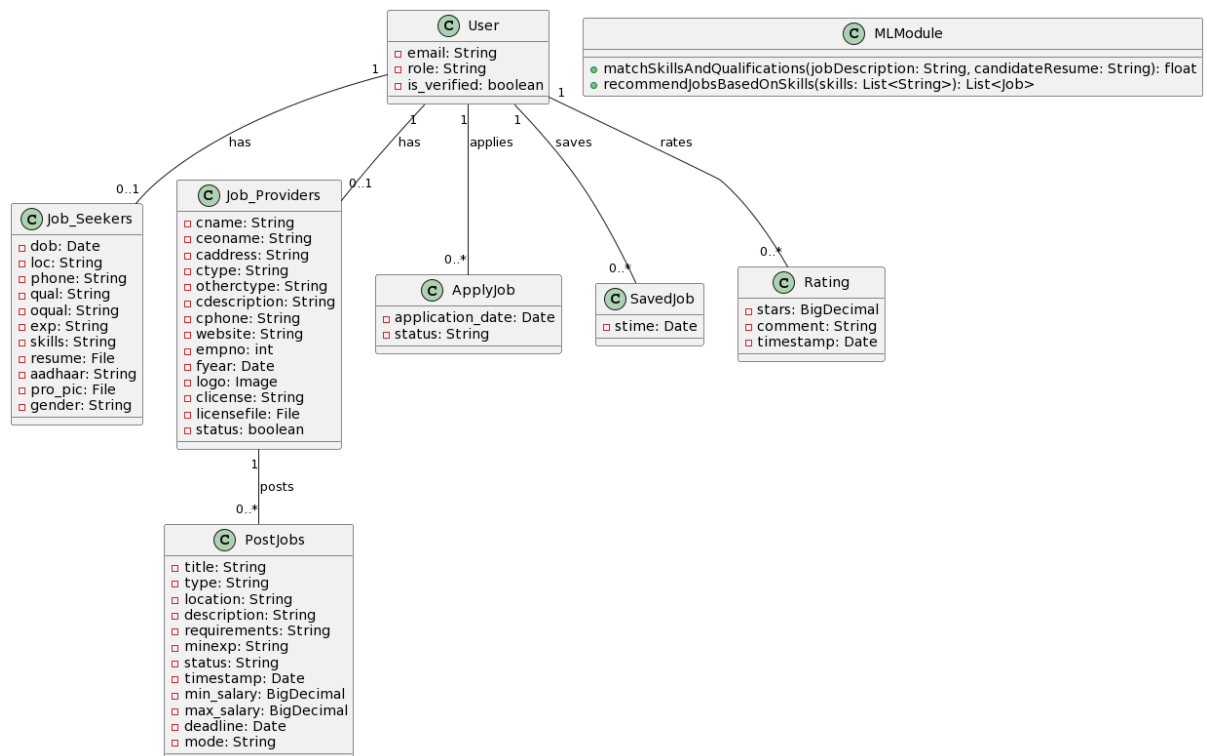 C User
email: String
role: String
is_verified: boolean
C MLModule
matchSkillsAndQualifications(jobDescription: String, candidateResume: String): float
recommendJobsBasedOnSkills(skills: List<String>): List<Job>
1
1
1
1
1
has
has
applies
saves
rates
0..1
0..1
0..*
0..*
0..*
C Job_Seekers
dob: Date
loc: String
phone: String
qual: String
oqual: String
exp: String
skills: String
resume: File
aadhaar: String
pro_pic: File
gender: String
C Job_Providers
cname: String
ceoname: String
caddress: String
ctype: String
otherctype: String
cdescription: String
cphone: String
website: String
empno: int
fyear: Date
logo: Image
clicense: String
licensefile: File
status: boolean
C ApplyJob
application_date: Date
status: String
C SavedJob
stime: Date
C Rating
stars: BigDecimal
comment: String
timestamp: Date
1
posts
0..*
C PostJobs
title: String
type: String
location: String
description: String
requirements: String
minexp: String
status: String
timestamp: Date
min_salary: BigDecimal
max_salary: BigDecimal
deadline: Date
mode: String